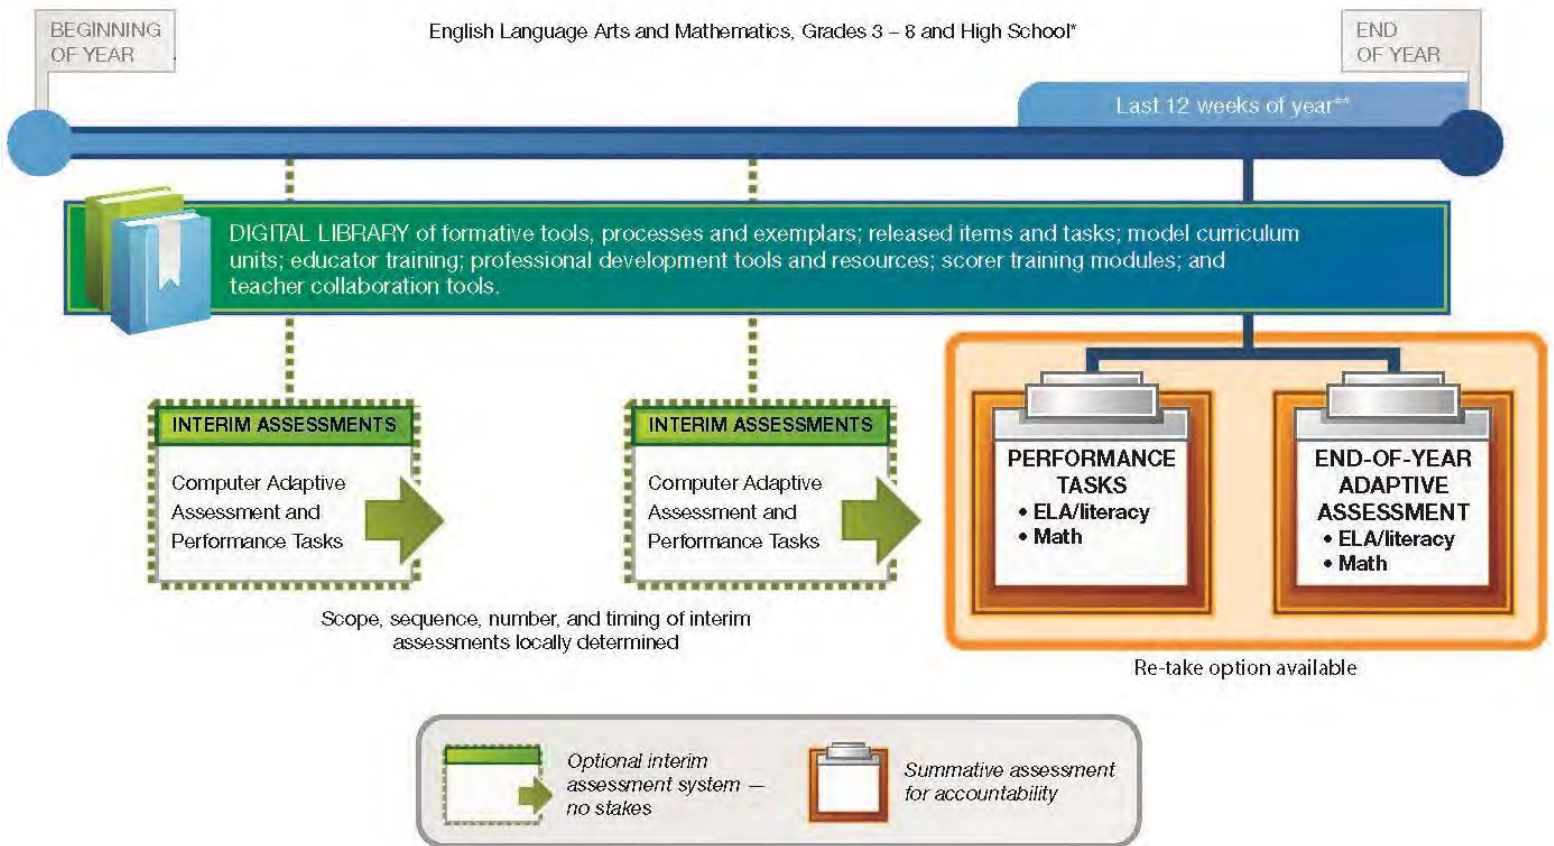 BEGINNING
OF YEAR
English Language Arts and Mathematics, Grades 3 – 8 and High School*
END
OF YEAR
Last 12 weeks of year**
DIGITAL LIBRARY of formative tools, processes and exemplars; released items and tasks; model curriculum
units; educator training; professional development tools and resources; scorer training modules; and
teacher collaboration tools.
INTERIM ASSESSMENTS
Computer Adaptive
Assessment and
Performance Tasks
INTERIM ASSESSMENTS
Computer Adaptive
Assessment and
Performance Tasks
PERFORMANCE
TASKS
• ELA/literacy
• Math
END-OF-YEAR
ADAPTIVE
ASSESSMENT
• ELA/literacy
• Math
Scope, sequence, number, and timing of interim
assessments locally determined
Re-take option available
Optional interim
assessment system —
no stakes
Summative assessment
for accountability